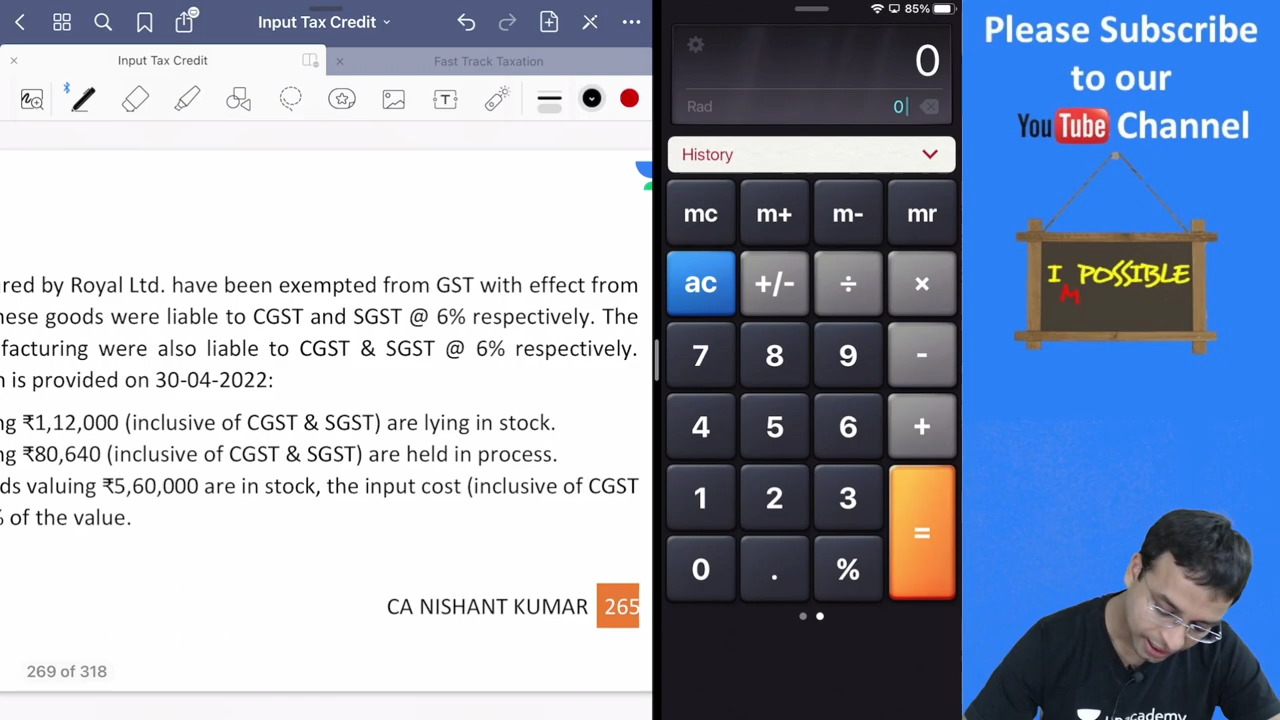 Input Tax Credit
Input Tax Credit
Fast Track Taxation
T
ared by Royal Ltd. have been exempted from GST with effect from
nese goods were liable to CGST and SGST @ 6% respectively. The
facturing were also liable to CGST & SGST @ 6% respectively.
n is provided on 30-04-2022:
ng ₹1,12,000 (inclusive of CGST & SGST) are lying in stock.
ng ₹80,640 (inclusive of CGST & SGST) are held in process.
ds valuing ₹5,60,000 are in stock, the input cost (inclusive of CGST
% of the value.
CA NISHANT KUMAR 265
269 of 318
85%
0
Rad 0
History
mc m+ m- mr
ac +/- ÷ ×
7 8 9 -
4 5 6 +
1 2 3 =
0 . %
Please Subscribe
to our
YouTube Channel
I M POSSIBLE